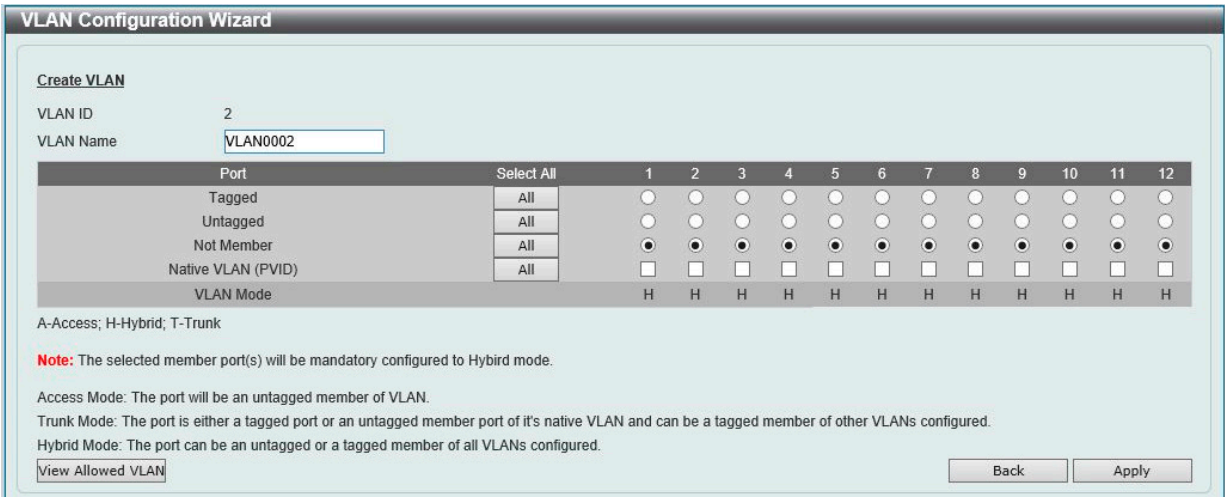 VLAN Configuration Wizard
Create VLAN
VLAN ID 2
VLAN Name VLAN0002
Port Select All 1 2 3 4 5 6 7 8 9 10 11 12
Tagged All
Untagged All
Not Member All
Native VLAN (PVID) All
VLAN Mode H H H H H H H H H H H H
A-Access; H-Hybrid; T-Trunk
Note: The selected member port(s) will be mandatory configured to Hybird mode.
Access Mode: The port will be an untagged member of VLAN.
Trunk Mode: The port is either a tagged port or an untagged member port of it's native VLAN and can be a tagged member of other VLANs configured.
Hybrid Mode: The port can be an untagged or a tagged member of all VLANs configured.
View Allowed VLAN Back Apply